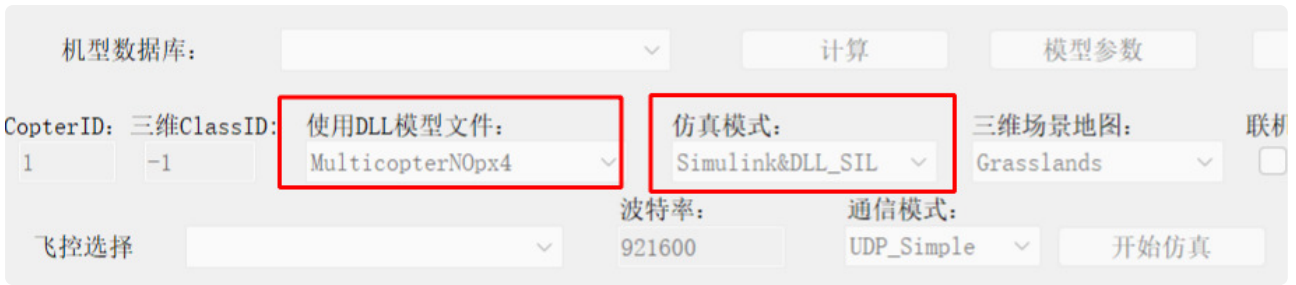 机型数据库： 计算 模型参数
CopterID: 三维ClassID: 使用DLL模型文件： 仿真模式： 三维场景地图： 联机
1 -1 MulticopterNOpx4 Simulink&DLL_SIL Grasslands
波特率： 通信模式：
飞控选择 921600 UDP_Simple 开始仿真